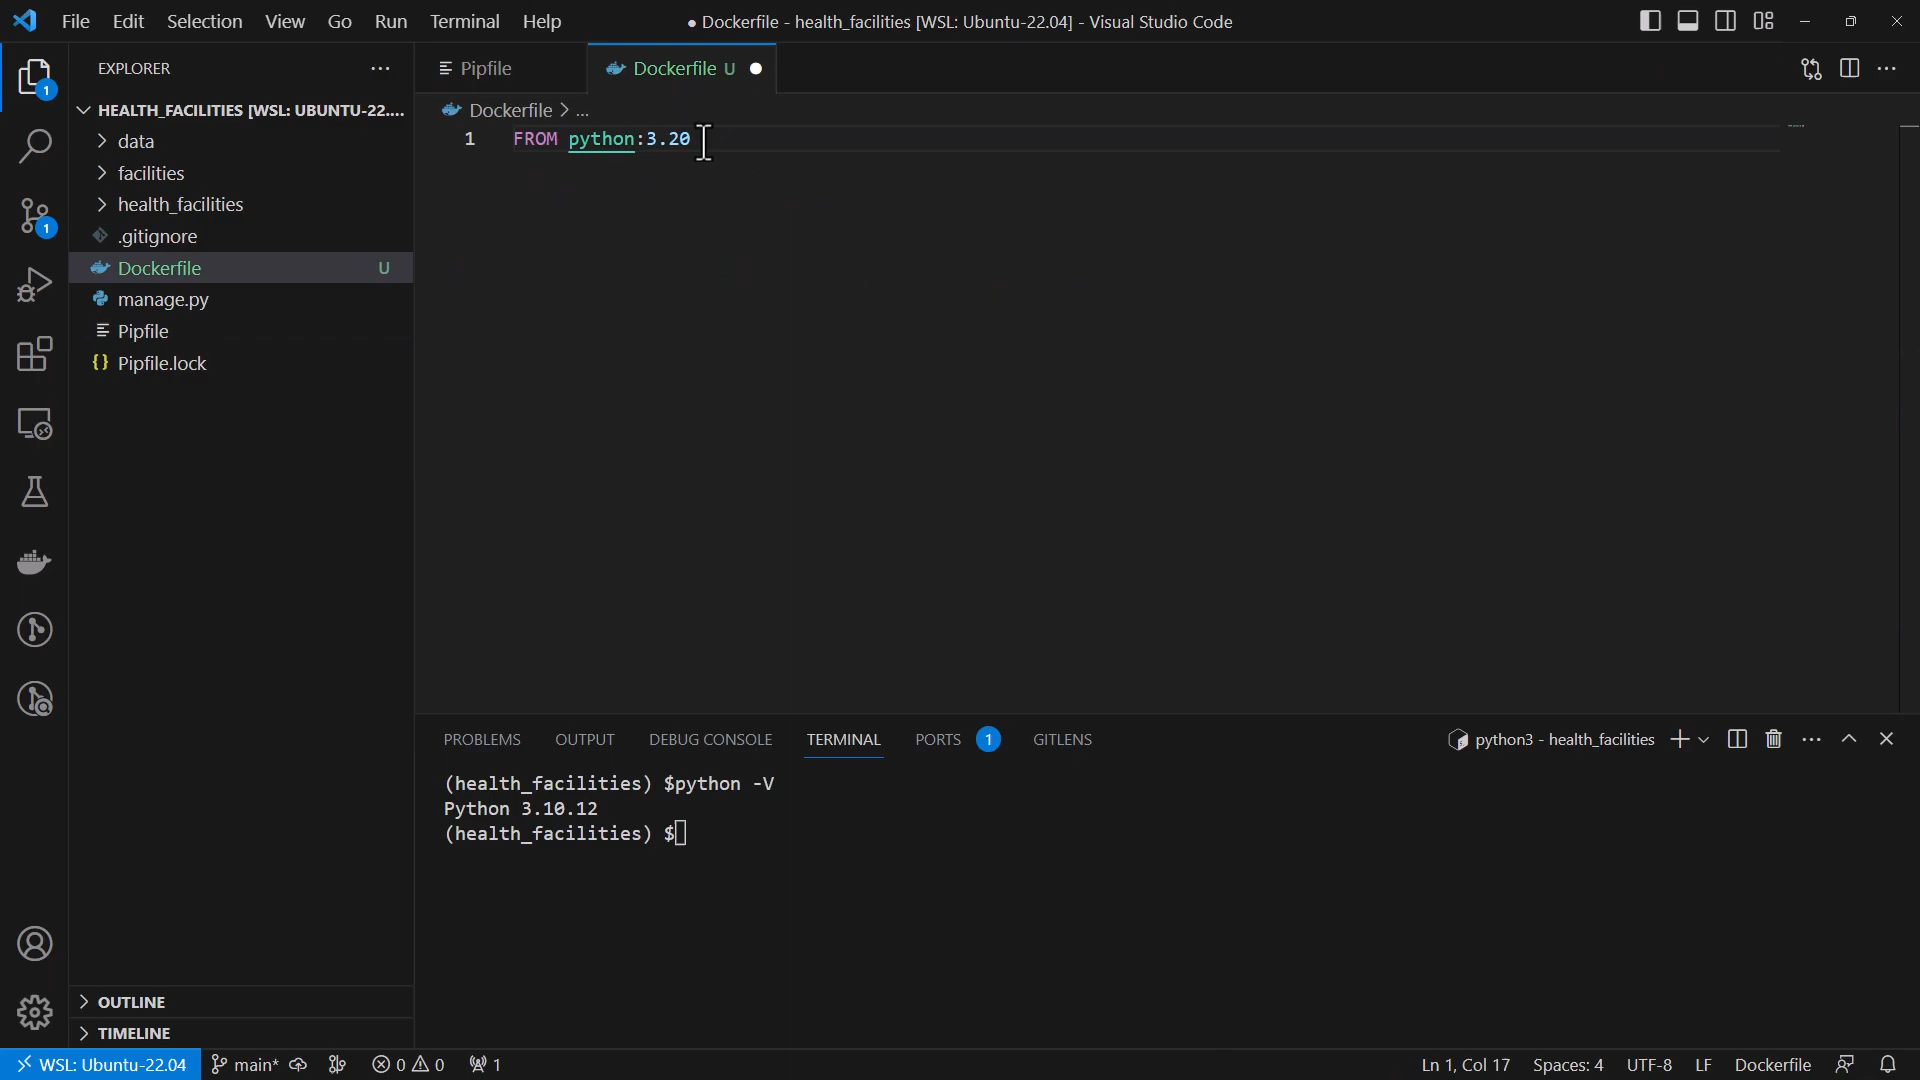 File Edit Selection View Go Run Terminal Help
● Dockerfile - health_facilities [WSL: Ubuntu-22.04] - Visual Studio Code
EXPLORER
Pipfile
Dockerfile U
1
HEALTH_FACILITIES [WSL: UBUNTU-22....
Dockerfile > ...
data
1 FROM python:3.20
facilities
health_facilities
1
.gitignore
Dockerfile U
manage.py
Pipfile
Pipfile.lock
PROBLEMS OUTPUT DEBUG CONSOLE TERMINAL PORTS 1 GITLENS
python3 - health_facilities
(health_facilities) $python -V
Python 3.10.12
(health_facilities) $
OUTLINE
TIMELINE
WSL: Ubuntu-22.04 main* 0 0 1
Ln 1, Col 17 Spaces: 4 UTF-8 LF Dockerfile